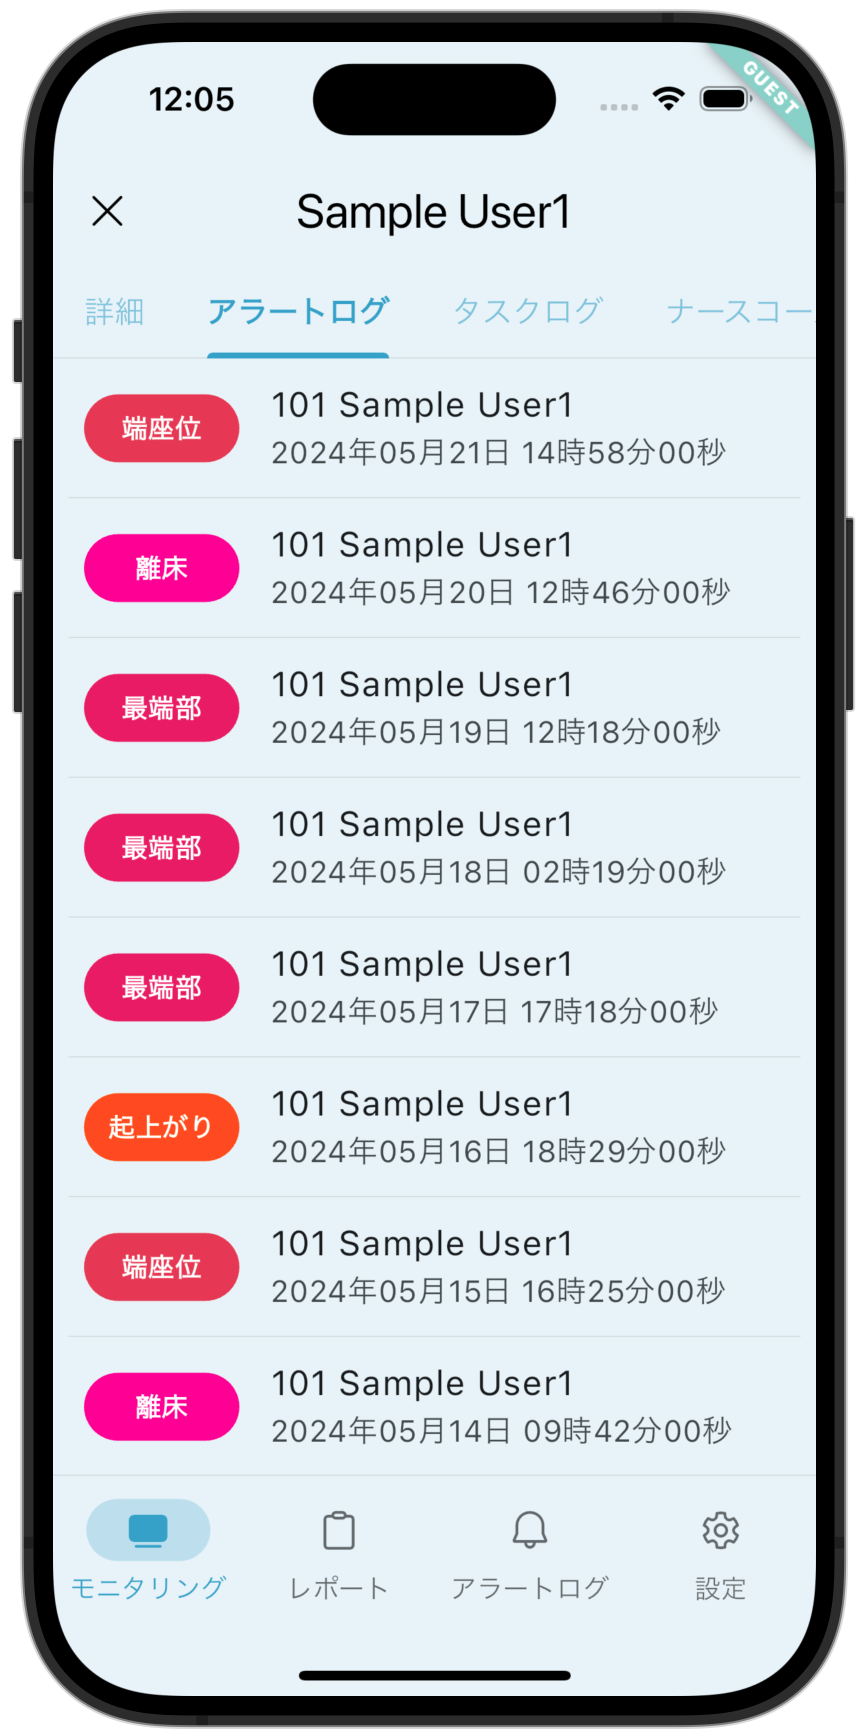 12:05
GUEST
Sample User1
詳細 アラートログ タスクログ ナースコー
端座位
101 Sample User1
2024年05月21日 14時58分00秒
離床
101 Sample User1
2024年05月20日 12時46分00秒
最端部
101 Sample User1
2024年05月19日 12時18分00秒
最端部
101 Sample User1
2024年05月18日 02時19分00秒
最端部
101 Sample User1
2024年05月17日 17時18分00秒
起上がり
101 Sample User1
2024年05月16日 18時29分00秒
端座位
101 Sample User1
2024年05月15日 16時25分00秒
離床
101 Sample User1
2024年05月14日 09時42分00秒
モニタリング レポート アラートログ 設定